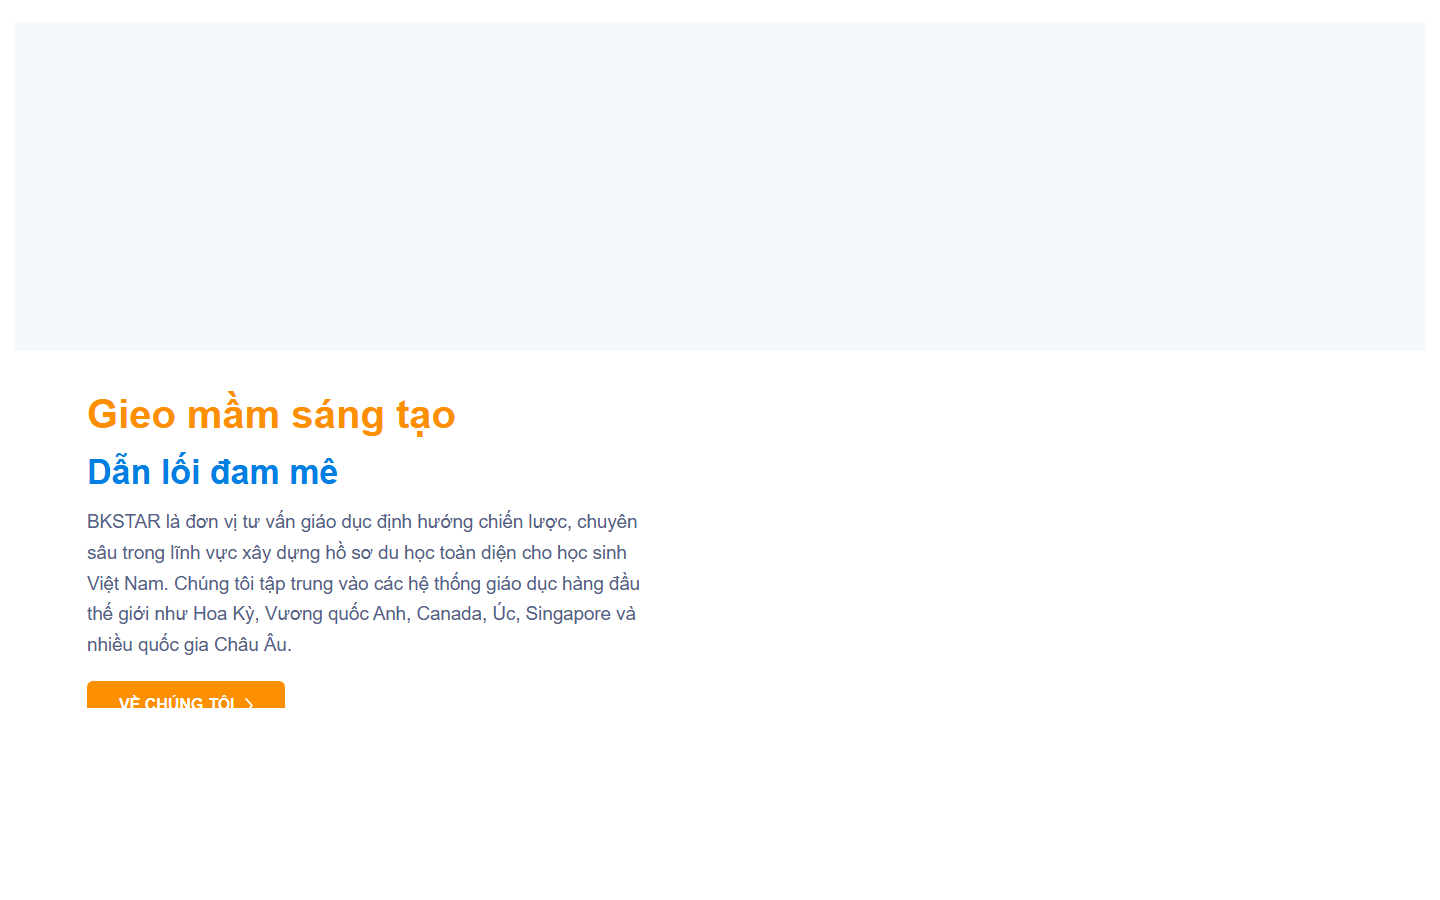 Gieo mầm sáng tạo
Dẫn lối đam mê
BKSTAR là đơn vị tư vấn giáo dục định hướng chiến lược, chuyên
sâu trong lĩnh vực xây dựng hồ sơ du học toàn diện cho học sinh
Việt Nam. Chúng tôi tập trung vào các hệ thống giáo dục hàng đầu
thế giới như Hoa Kỳ, Vương quốc Anh, Canada, Úc, Singapore và
nhiều quốc gia Châu Âu.
VỀ CHÚNG TÔI